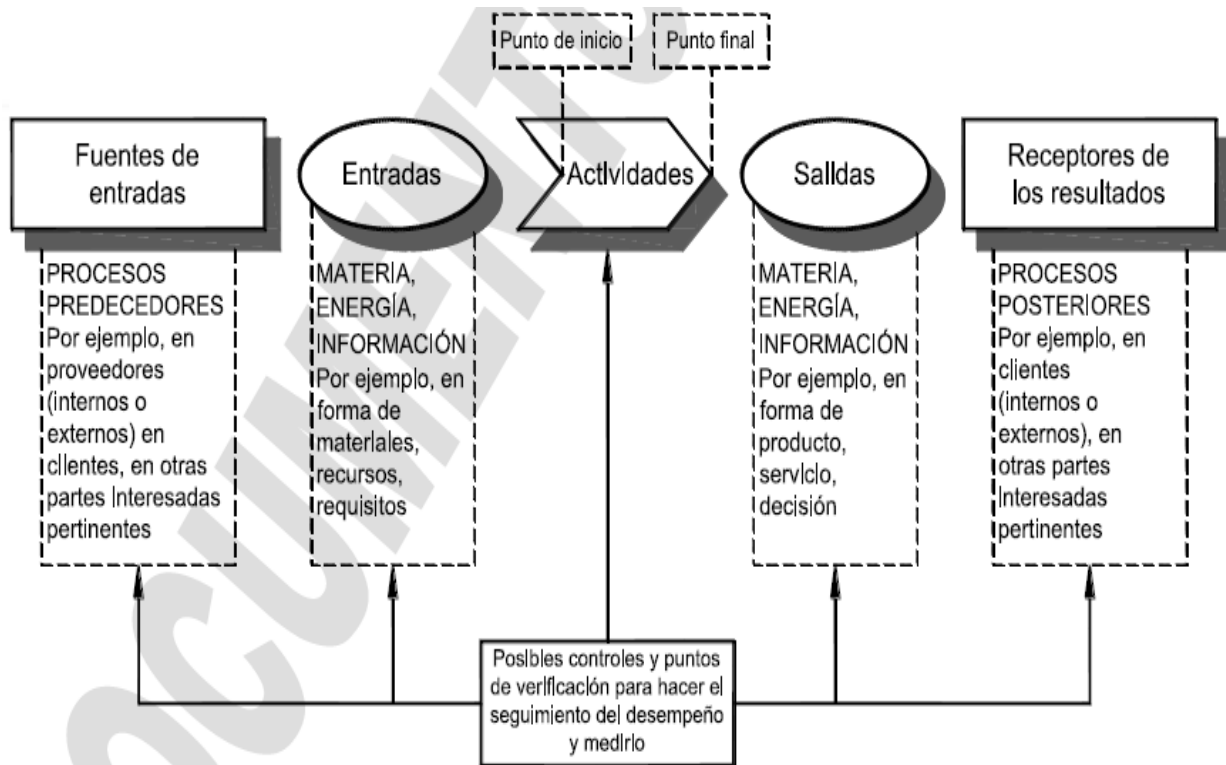 Punto de inicio
Punto final
Fuentes de
entradas
Entradas
Actividades
Salidas
Receptores de
los resultados
PROCESOS
PREDECEDORES
Por ejemplo, en
proveedores
(internos o
externos) en
clientes, en otras
partes interesadas
pertinentes
MATERÍA,
ENERGÍA,
INFORMACIÓN
Por ejemplo, en
forma de
materiales,
recursos,
requisitos
MATERIA,
ENERGÍA,
INFORMACIÓN
Por ejemplo, en
forma de
producto,
servicio,
decisión
PROCESOS
POSTERIORES
Por ejemplo, en
clientes
(internos o
externos), en
otras partes
interesadas
pertinentes
Posibles controles y puntos
de verificación para hacer el
seguimiento del desempeño
y medirlo